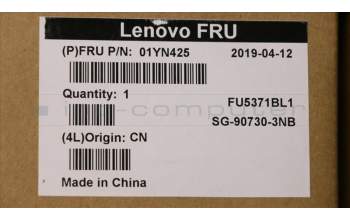 Lenovo FRU
(P)FRU P/N: 01YN425
2019-04-12
Quantity: 1
FU5371BL1
SG-90730-3NB
(4L)Origin: CN
Made in China